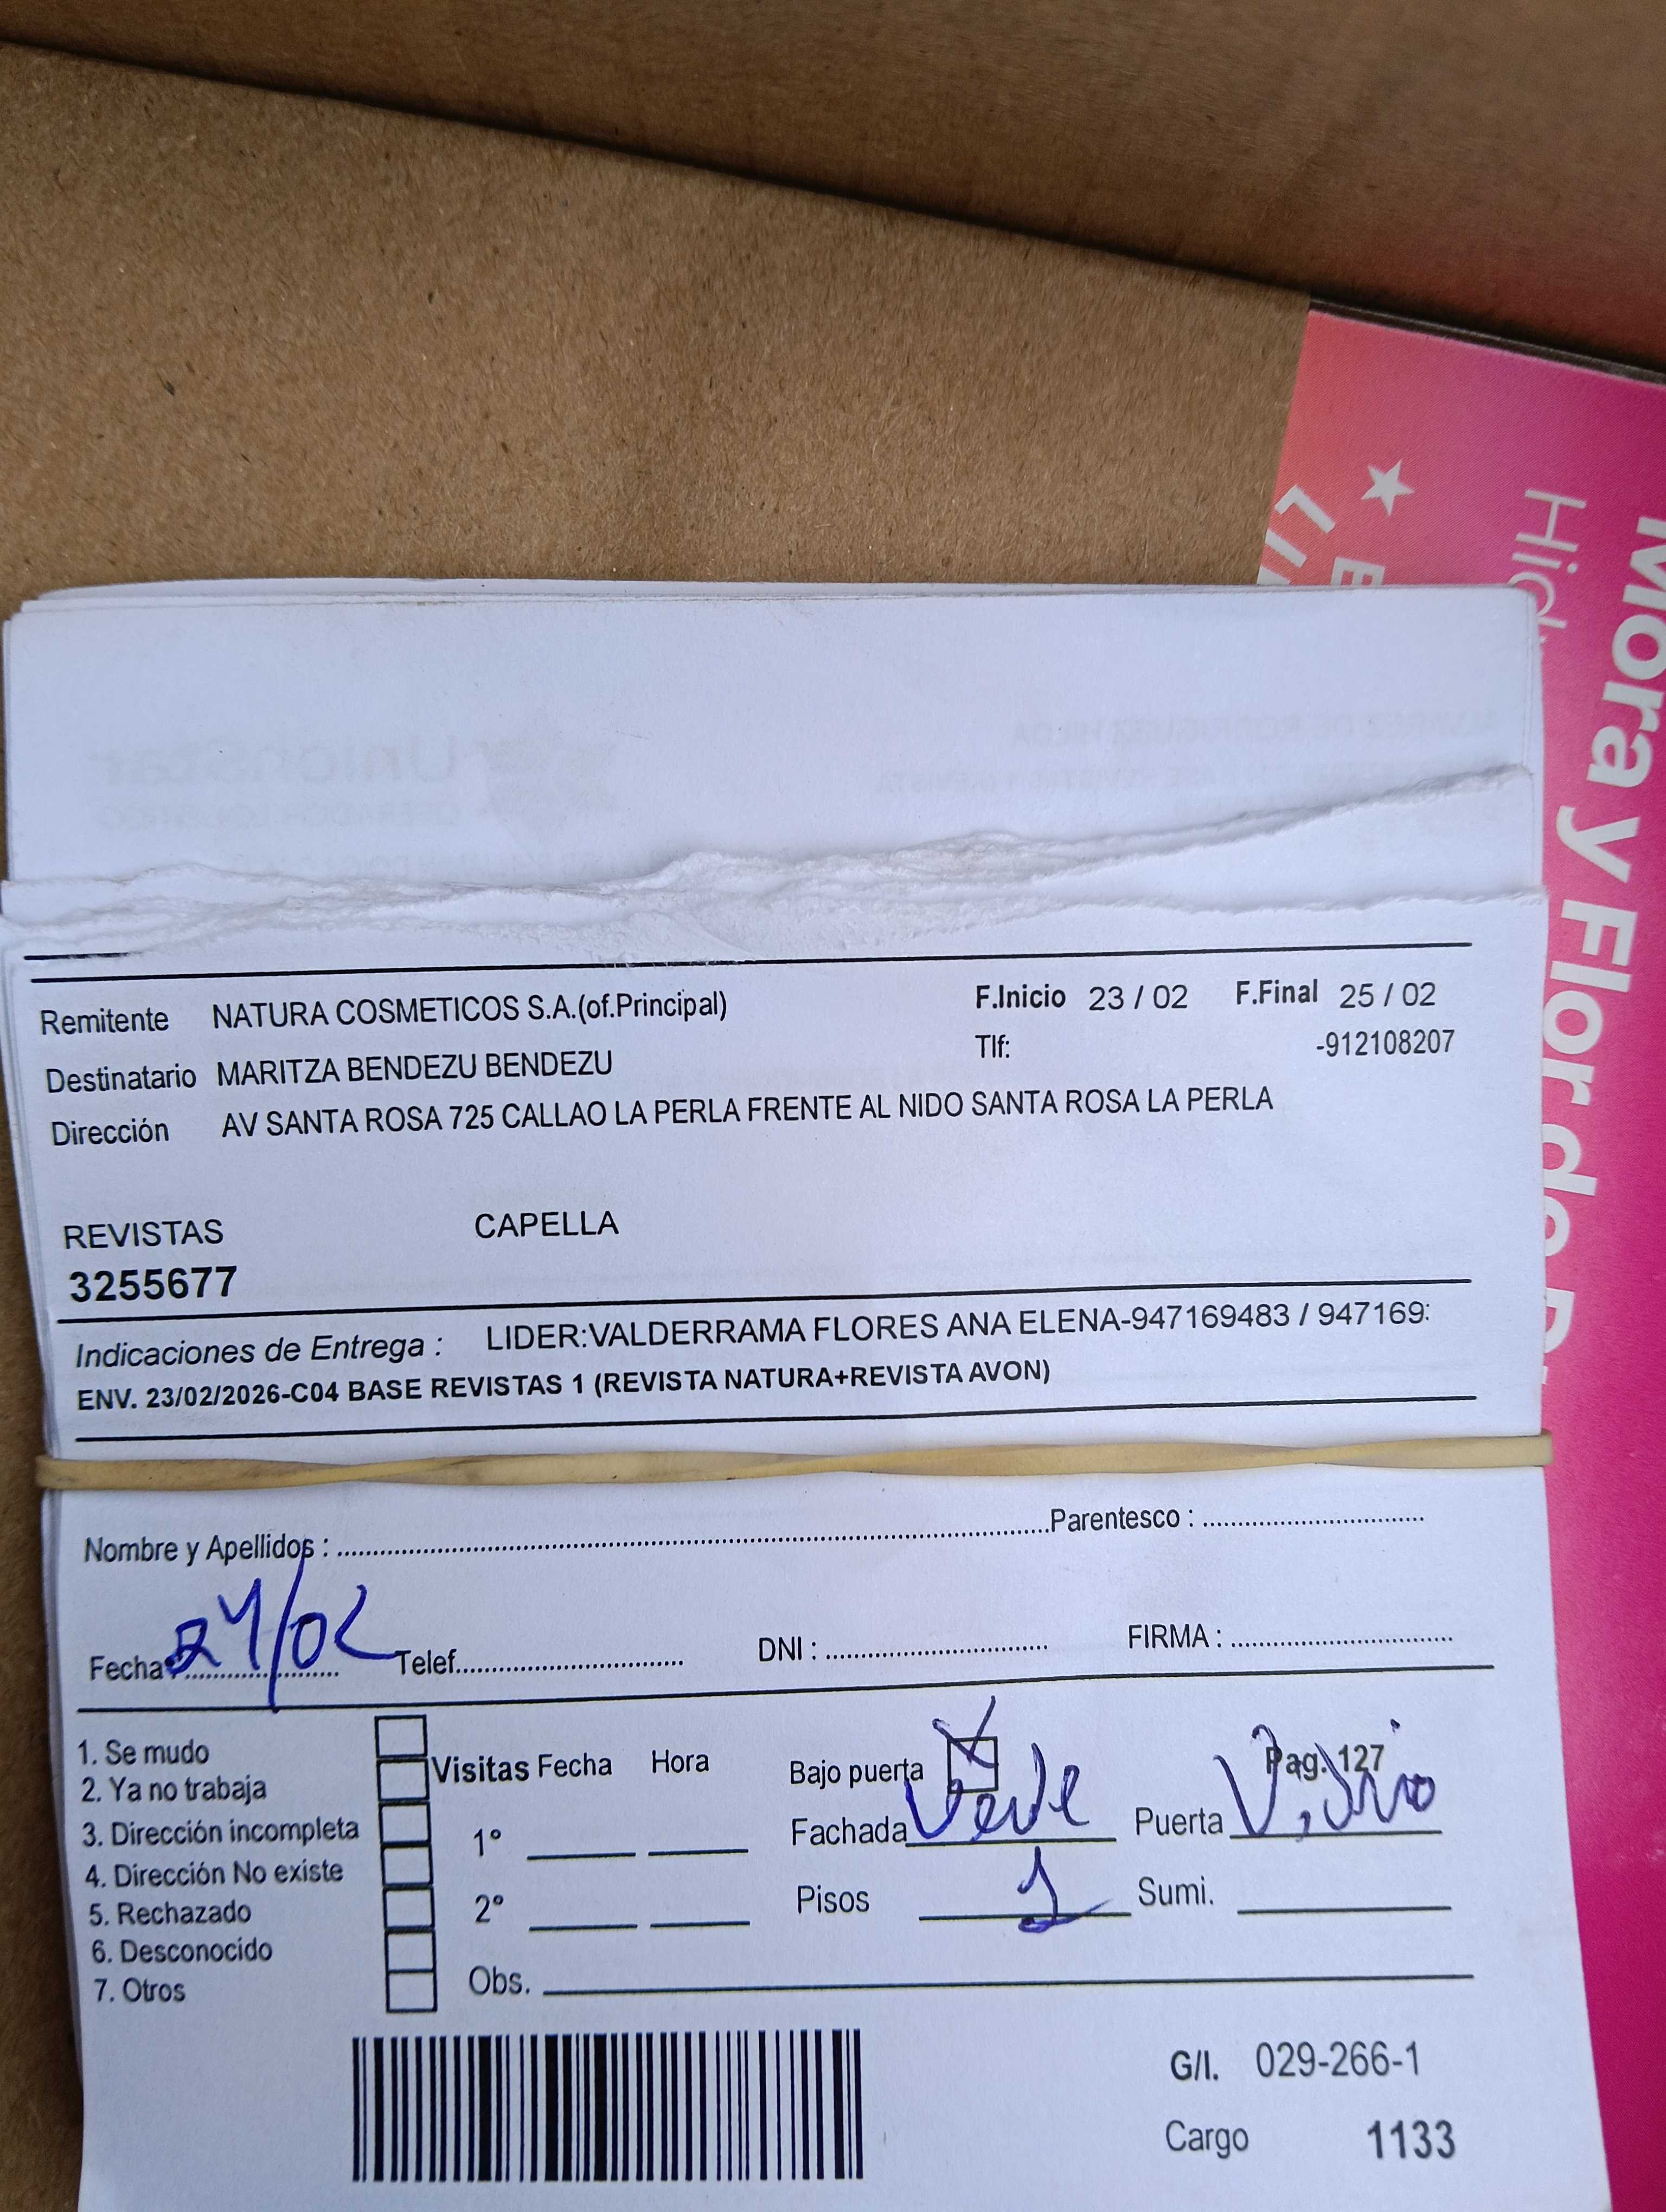 Mora y Flor de
Hid
Remitente NATURA COSMETICOS S.A.(of.Principal) F.Inicio 23 / 02 F.Final 25 / 02
Destinatario MARITZA BENDEZU BENDEZU Tlf: -912108207
Dirección AV SANTA ROSA 725 CALLAO LA PERLA FRENTE AL NIDO SANTA ROSA LA PERLA
REVISTAS CAPELLA
3255677
Indicaciones de Entrega : LIDER:VALDERRAMA FLORES ANA ELENA-947169483 / 947169:
ENV. 23/02/2026-C04 BASE REVISTAS 1 (REVISTA NATURA+REVISTA AVON)
Nombre y Apellidos : Parentesco :
Fecha : 24/02 Telef. DNI : FIRMA :
1. Se mudo
2. Ya no trabaja
3. Dirección incompleta
4. Dirección No existe
5. Rechazado
6. Desconocido
7. Otros
Visitas Fecha Hora
1º
2º
Obs.
Bajo puerta Pag. 127
Fachada Verde Puerta Vidrio
Pisos 1 Sumi.
G/I. 029-266-1
Cargo 1133